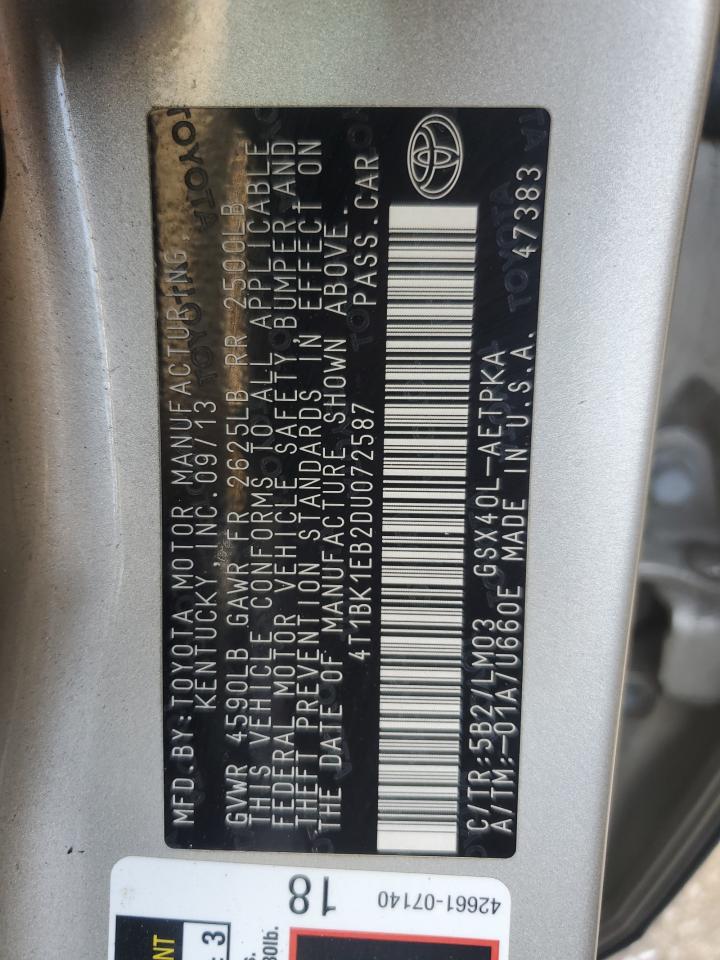 MFD.BY:TOYOTA MOTOR MANUFACTURING,
KENTUCKY, INC.09/13
GVWR 4590LB GAWR FR 2625LB RR 2500LB
THIS VEHICLE CONFORMS TO ALL APPLICABLE
FEDERAL MOTOR VEHICLE SAFETY, BUMPER, AND
THEFT PREVENTION STANDARDS IN EFFECT ON
THE DATE OF MANUFACTURE SHOWN ABOVE.
4T1BK1EB2DU072587 PASS.CAR
C/TR:5B2/LM03 GSX40L-AETPKA
A/TM:-01A/U660E MADE IN U.S.A. 47383
TOYOTA
TOYOTA
18
42661-07140
3